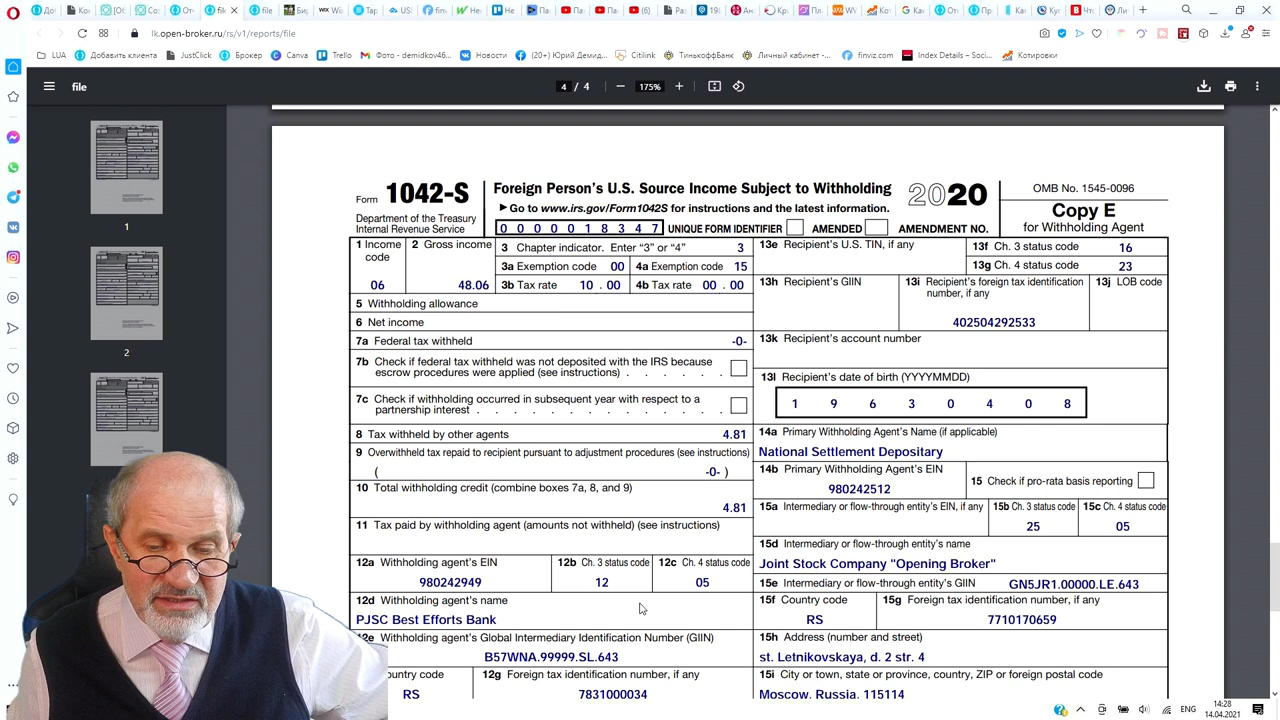 lk.open-broker.ru/rs/v1/reports/file
LUA
Добавить клиента
JustClick
Брокер
Canva
Trello
Фото – demidkov46...
Новости
(20+) Юрий Демид...
Citilink
ТинькоффБанк
Личный кабинет -...
finviz.com
Index Details – Soci...
Котировки
file
4 / 4
175%
1
2
Form 1042-S
Department of the Treasury
Internal Revenue Service
Foreign Person's U.S. Source Income Subject to Withholding
▶ Go to www.irs.gov/Form1042S for instructions and the latest information.
2020
OMB No. 1545-0096
Copy E
for Withholding Agent
0 0 0 0 0 1 8 3 4 7
UNIQUE FORM IDENTIFIER
AMENDED
AMENDMENT NO.
1 Income code
06
2 Gross income
48.06
3 Chapter indicator. Enter "3" or "4"
3
3a Exemption code 00
4a Exemption code 15
3b Tax rate 10 . 00
4b Tax rate 00 . 00
5 Withholding allowance
6 Net income
7a Federal tax withheld
-0-
7b Check if federal tax withheld was not deposited with the IRS because
escrow procedures were applied (see instructions) . . . . . .
7c Check if withholding occurred in subsequent year with respect to a
partnership interest . . . . . . . . . . . . .
8 Tax withheld by other agents
4.81
9 Overwithheld tax repaid to recipient pursuant to adjustment procedures (see instructions)
( -0- )
10 Total withholding credit (combine boxes 7a, 8, and 9)
4.81
11 Tax paid by withholding agent (amounts not withheld) (see instructions)
12a Withholding agent's EIN
980242949
12b Ch. 3 status code
12
12c Ch. 4 status code
05
12d Withholding agent's name
PJSC Best Efforts Bank
12e Withholding agent's Global Intermediary Identification Number (GIIN)
B57WNA.99999.SL.643
ountry code
RS
12g Foreign tax identification number, if any
7831000034
13e Recipient's U.S. TIN, if any
13f Ch. 3 status code
16
13g Ch. 4 status code
23
13h Recipient's GIIN
13i Recipient's foreign tax identification
number, if any
402504292533
13j LOB code
13k Recipient's account number
13l Recipient's date of birth (YYYYMMDD)
1 9 6 3 0 4 0 8
14a Primary Withholding Agent's Name (if applicable)
National Settlement Depositary
14b Primary Withholding Agent's EIN
980242512
15 Check if pro-rata basis reporting
15a Intermediary or flow-through entity's EIN, if any
15b Ch. 3 status code
25
15c Ch. 4 status code
05
15d Intermediary or flow-through entity's name
Joint Stock Company "Opening Broker"
15e Intermediary or flow-through entity's GIIN
GN5JR1.00000.LE.643
15f Country code
RS
15g Foreign tax identification number, if any
7710170659
15h Address (number and street)
st. Letnikovskaya, d. 2 str. 4
15i City or town, state or province, country, ZIP or foreign postal code
Moscow, Russia, 115114
ENG
14:28
14.04.2021